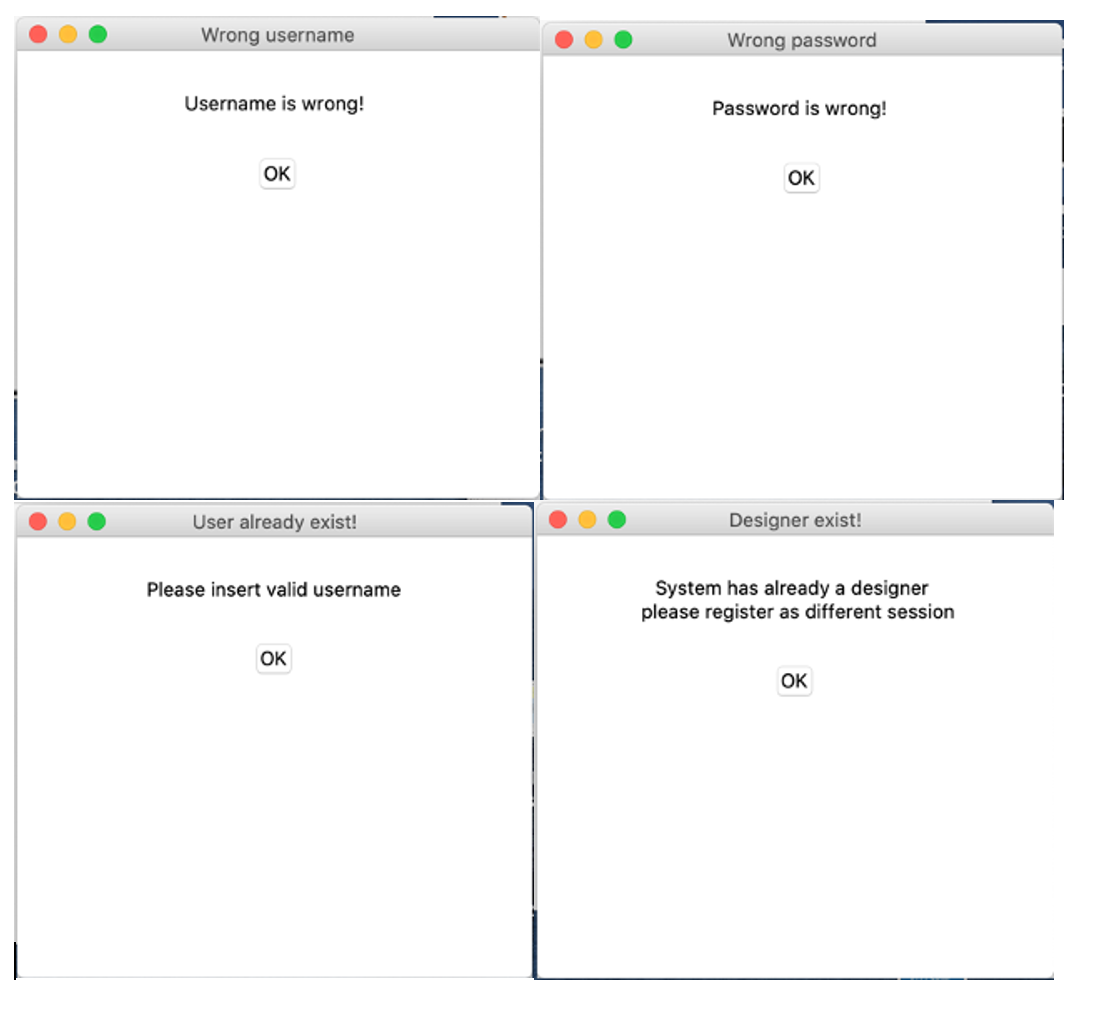 Wrong username
Username is wrong!
OK
Wrong password
Password is wrong!
OK
User already exist!
Please insert valid username
OK
Designer exist!
System has already a designer
please register as different session
OK